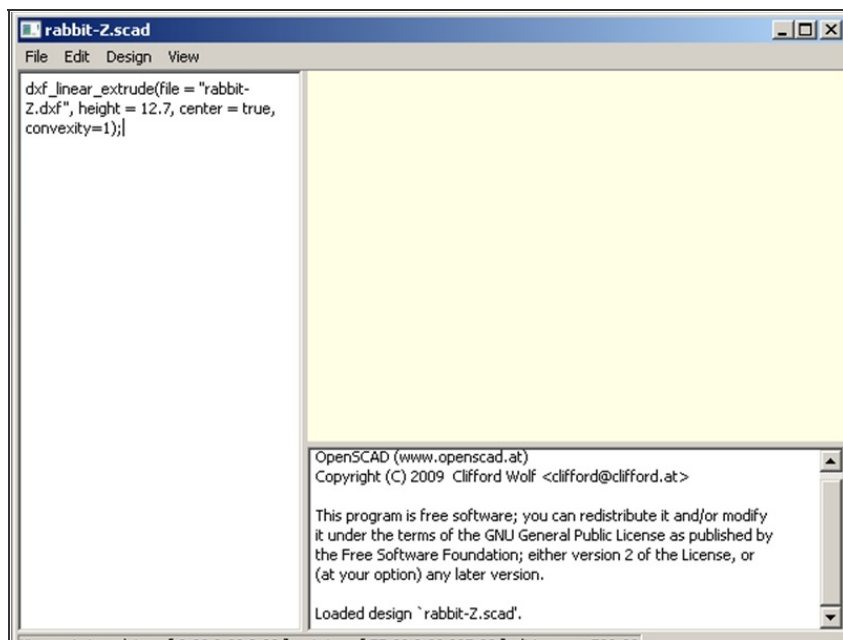 rabbit-Z.scad
File Edit Design View
dxf_linear_extrude(file = "rabbit-
Z.dxf", height = 12.7, center = true,
convexity=1);
OpenSCAD (www.openscad.at)
Copyright (C) 2009 Clifford Wolf <clifford@clifford.at>
This program is free software; you can redistribute it and/or modify
it under the terms of the GNU General Public License as published by
the Free Software Foundation; either version 2 of the License, or
(at your option) any later version.
Loaded design `rabbit-Z.scad'.